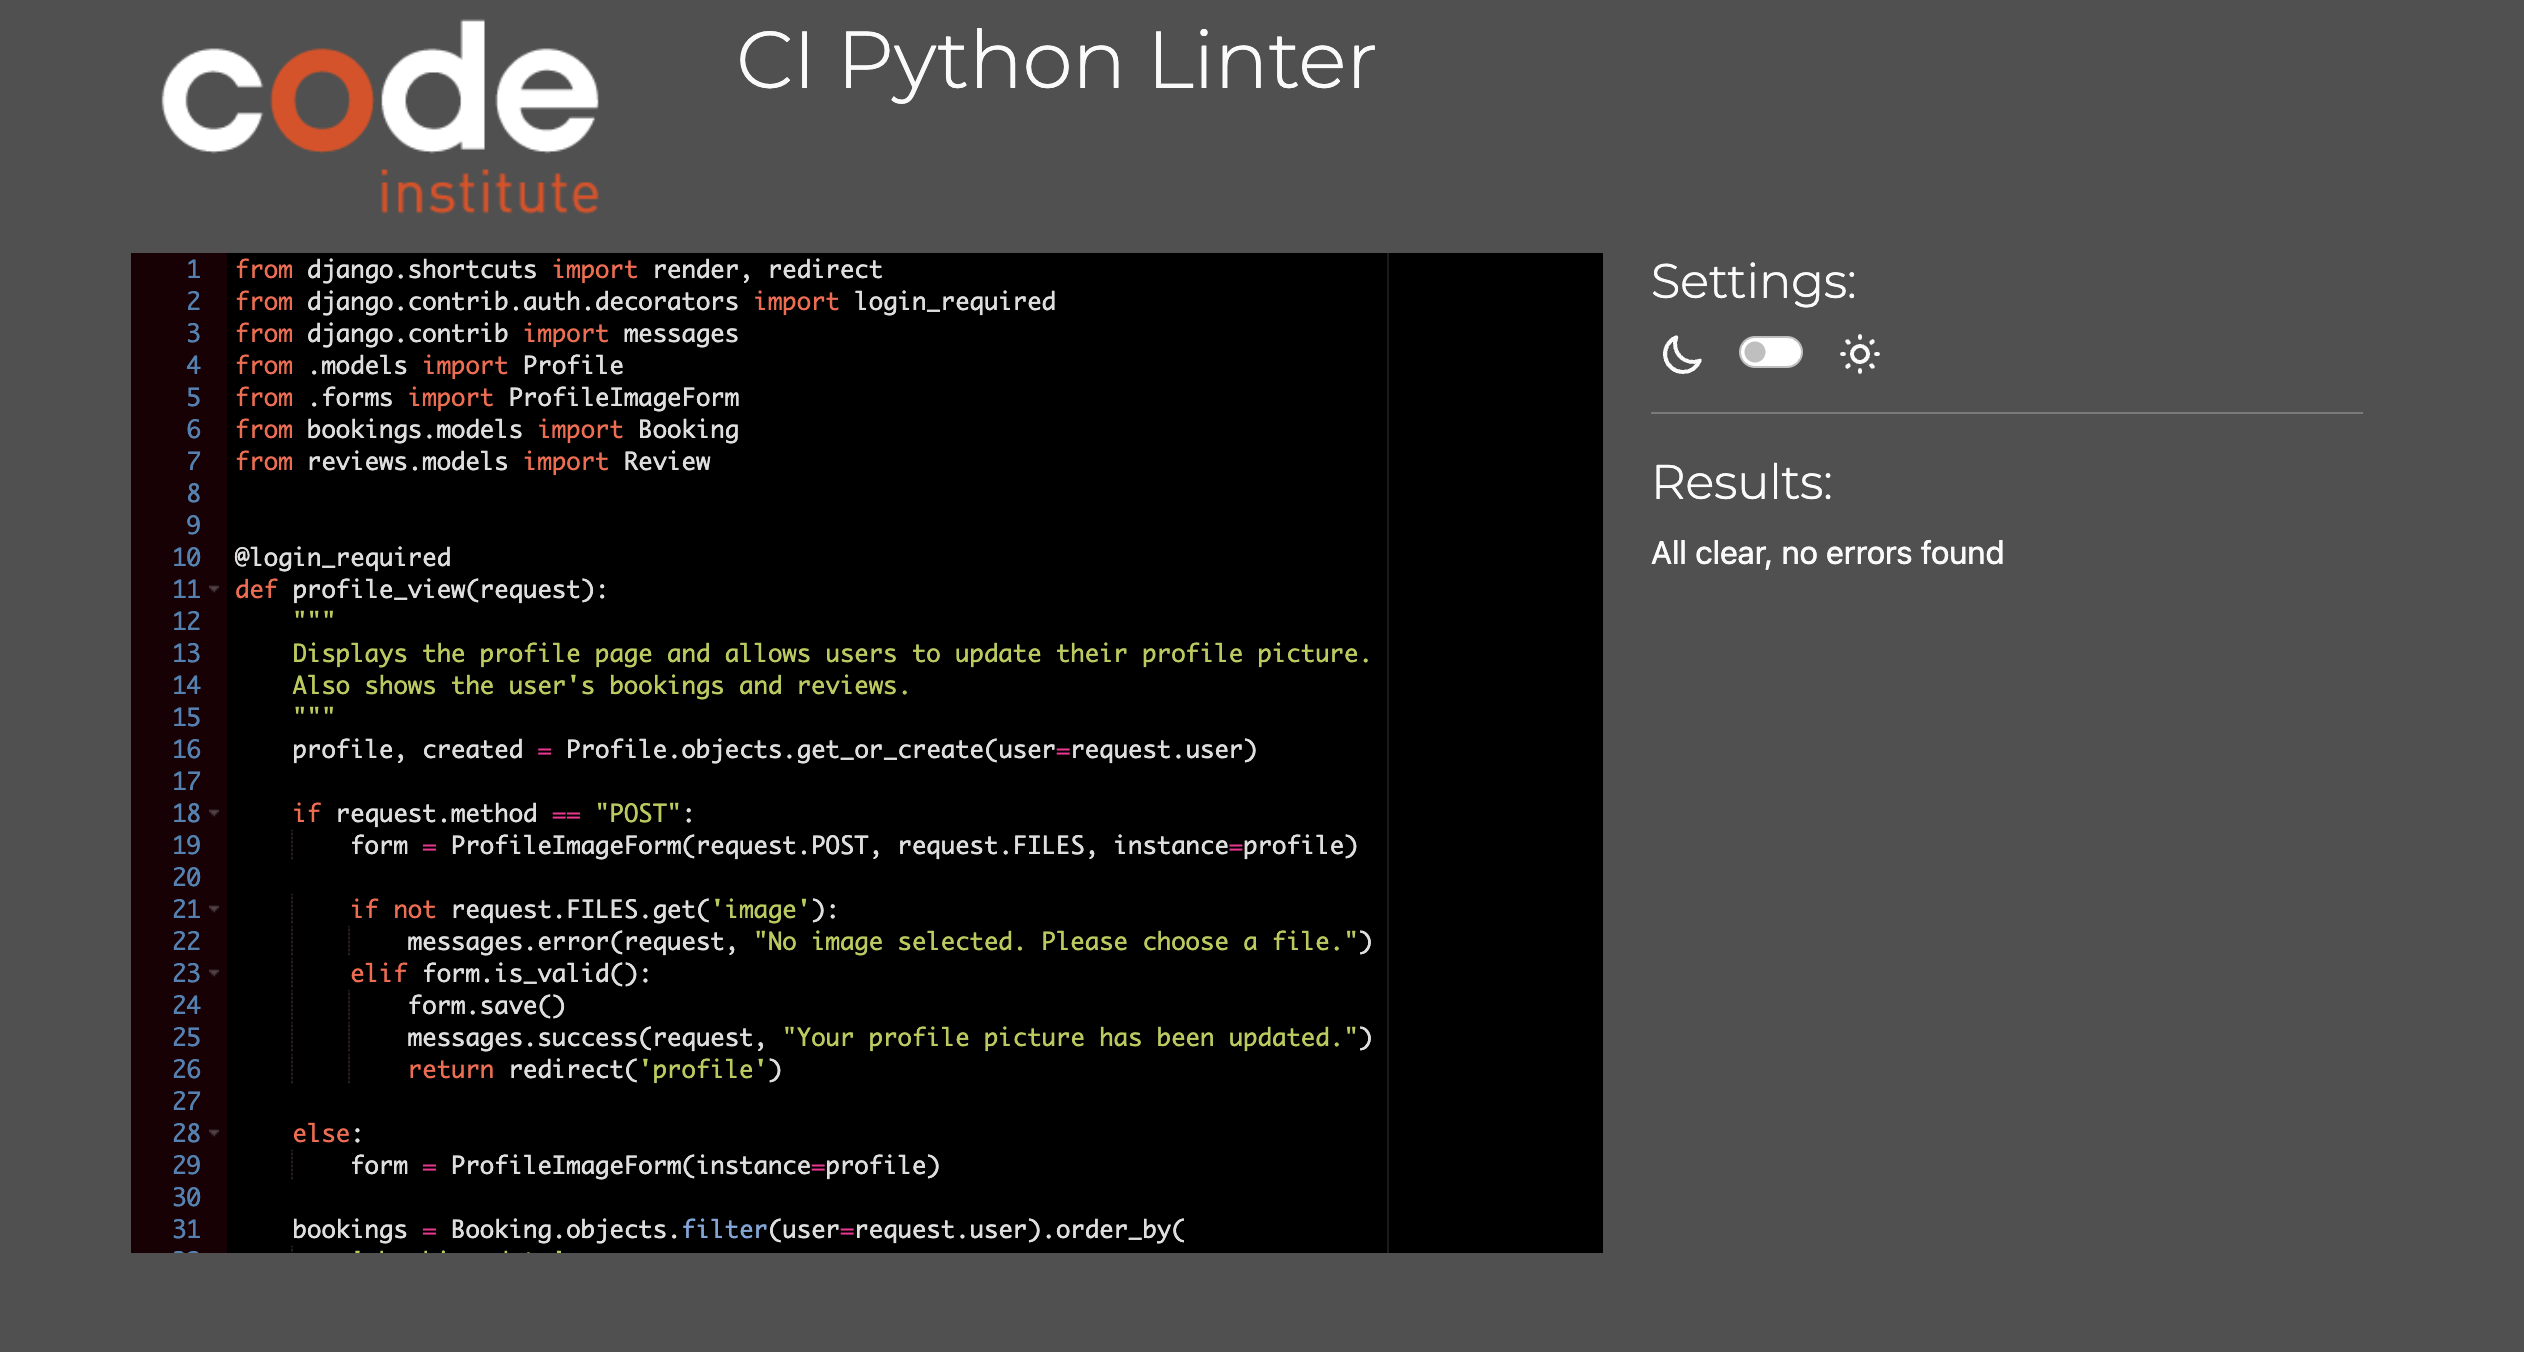 code
institute
CI Python Linter
1 from django.shortcuts import render, redirect
2 from django.contrib.auth.decorators import login_required
3 from django.contrib import messages
4 from .models import Profile
5 from .forms import ProfileImageForm
6 from bookings.models import Booking
7 from reviews.models import Review
8
9
10 @login_required
11 def profile_view(request):
12     """
13     Displays the profile page and allows users to update their profile picture.
14     Also shows the user's bookings and reviews.
15     """
16     profile, created = Profile.objects.get_or_create(user=request.user)
17
18     if request.method == "POST":
19         form = ProfileImageForm(request.POST, request.FILES, instance=profile)
20
21         if not request.FILES.get('image'):
22             messages.error(request, "No image selected. Please choose a file.")
23         elif form.is_valid():
24             form.save()
25             messages.success(request, "Your profile picture has been updated.")
26             return redirect('profile')
27
28     else:
29         form = ProfileImageForm(instance=profile)
30
31     bookings = Booking.objects.filter(user=request.user).order_by(
Settings:
Results:
All clear, no errors found